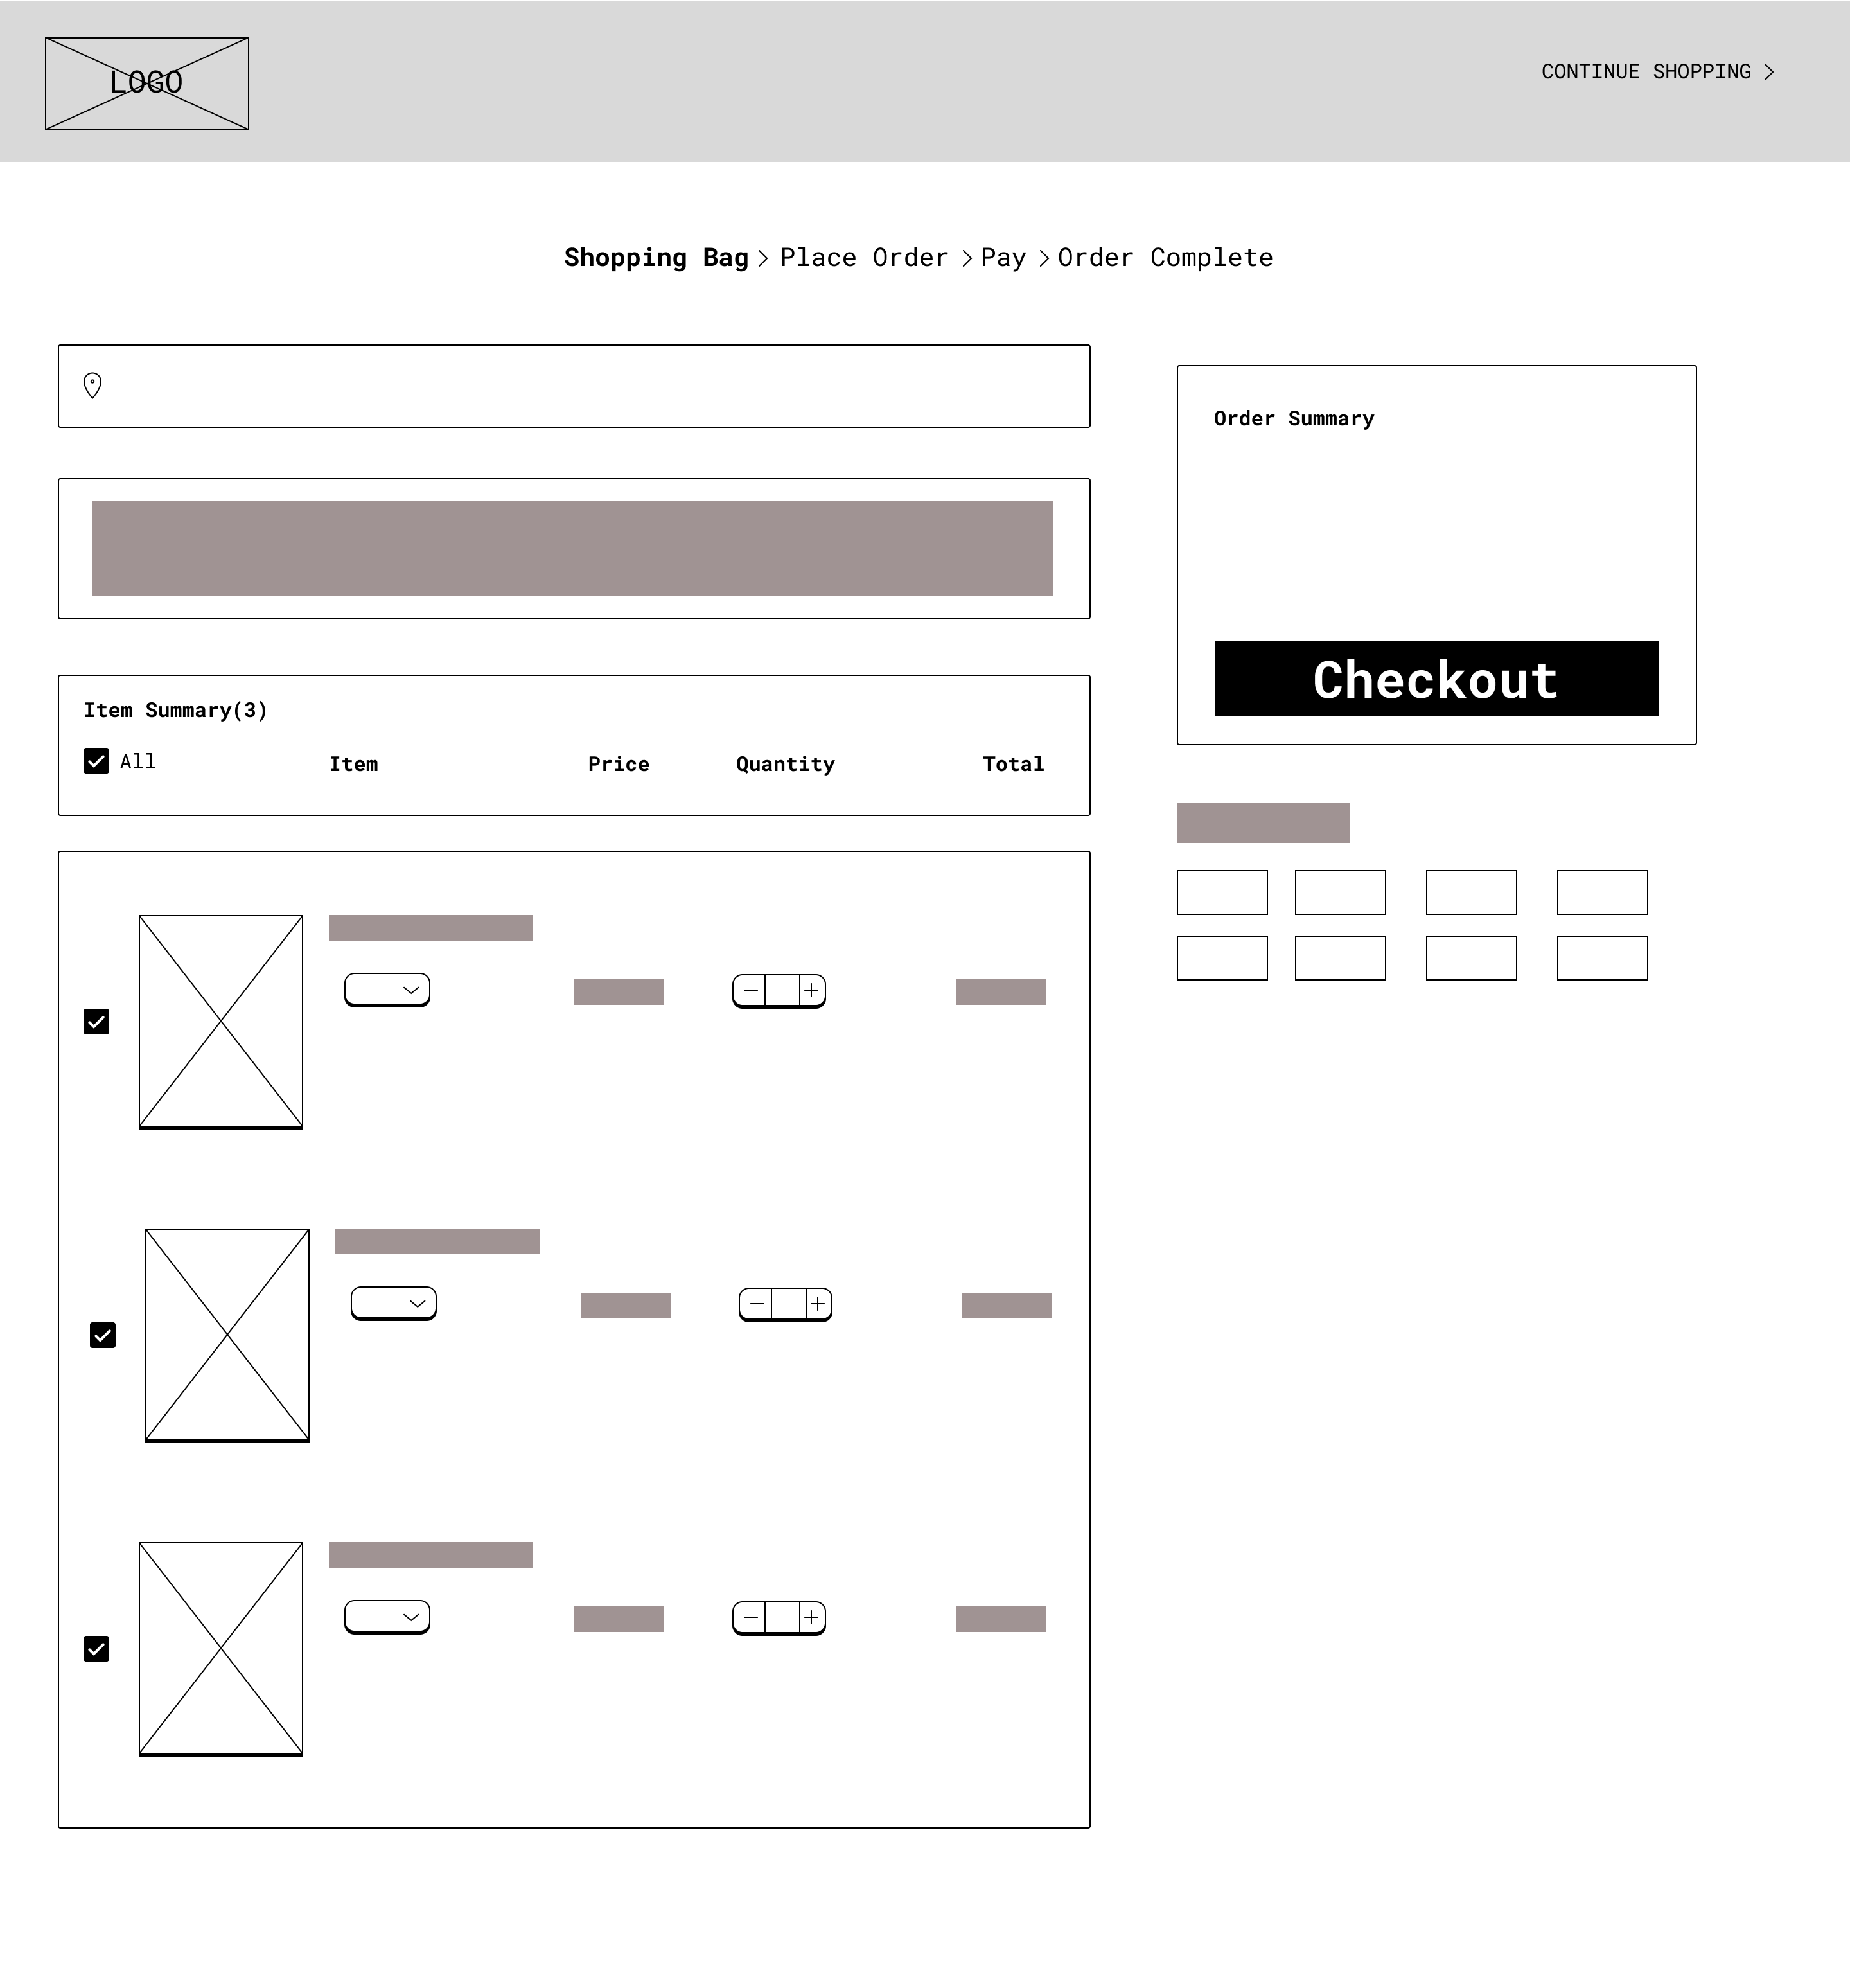 LOGO
CONTINUE SHOPPING
Shopping Bag Place Order Pay Order Complete
Order Summary
Checkout
Item Summary(3)
All Item Price Quantity Total